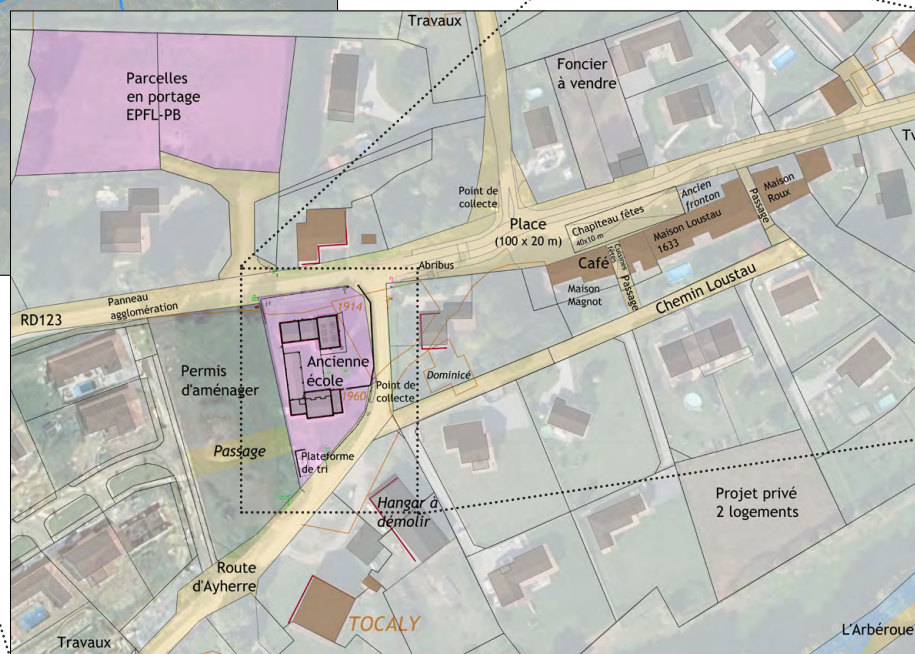 Travaux
Parcelles
en portage
EPFL-PB
Foncier
à vendre
Point de
collecte
Place
(100 x 20 m)
Chapiteau fêtes
40x10 m
Ancien
fronton
Maison Loustau
1633
Passage
Maison
Roux
Café
Cuisines
fêtes
Passage
Maison
Magnot
Chemin Loustau
Abribus
Panneau
agglomération
RD123
1914
Ancienne
école
1960
Point de
collecte
Dominicé
Permis
d'aménager
Passage
Plateforme
de tri
Hangar à
démolir
Projet privé
2 logements
Route
d'Ayherre
TOCALY
Travaux
L'Arbéroue